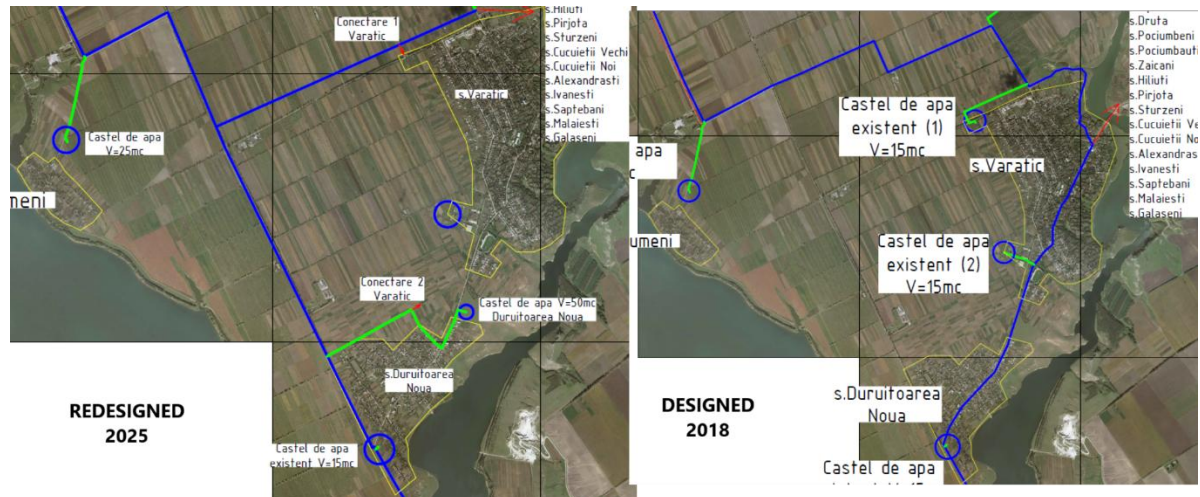 s.Hiliuti
s.Pirjota
s.Sturzeni
s.Cucuietii Vechi
s.Cucuietii Noi
s.Alexandrasti
s.Ivanesti
s.Saptebani
s.Malaiesti
s.Galaseni
Conectare 1
Varatic
s.Varatic
Castel de apa
V=25mc
meni
Conectare 2
Varatic
Castel de apa V=50mc
Duruitoarea Noua
s.Duruitoarea
Noua
REDESIGNED
2025
Castel de apa
existent V=15mc
s.Druta
s.Pociumbeni
s.Pociumbauti
s.Zaicani
s.Hiliuti
s.Pirjota
s.Sturzeni
s.Cucuietii Ve
s.Cucuietii No
s.Alexandras
s.Ivanesti
s.Saptebani
s.Malaiesti
s.Galaseni
Castel de apa
existent (1)
V=15mc
apa
c
s.Varatic
umeni
Castel de apa
existent (2)
V=15mc
s.Duruitoarea
Noua
DESIGNED
2018
Castel de apa